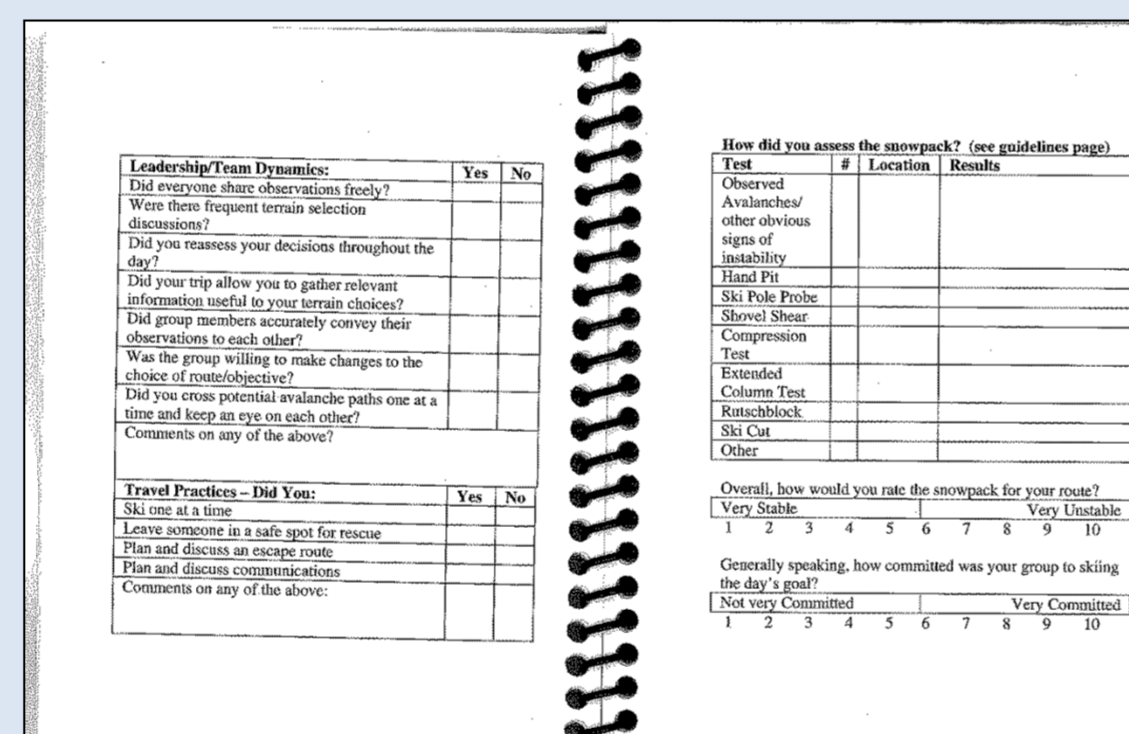 Leadership/Team Dynamics: Yes No
Did everyone share observations freely?
Were there frequent terrain selection
discussions?
Did you reassess your decisions throughout the
day?
Did your trip allow you to gather relevant
information useful to your terrain choices?
Did group members accurately convey their
observations to each other?
Was the group willing to make changes to the
choice of route/objective?
Did you cross potential avalanche paths one at a
time and keep an eye on each other?
Comments on any of the above?
Travel Practices – Did You: Yes No
Ski one at a time
Leave someone in a safe spot for rescue
Plan and discuss an escape route
Plan and discuss communications
Comments on any of the above:
How did you assess the snowpack? (see guidelines page)
Test # Location Results
Observed
Avalanches/
other obvious
signs of
instability
Hand Pit
Ski Pole Probe
Shovel Shear
Compression
Test
Extended
Column Test
Rutschblock
Ski Cut
Other
Overall, how would you rate the snowpack for your route?
Very Stable Very Unstable
1 2 3 4 5 6 7 8 9 10
Generally speaking, how committed was your group to skiing
the day's goal?
Not very Committed Very Committed
1 2 3 4 5 6 7 8 9 10